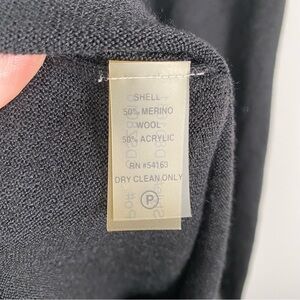 SHELL
50% MERINO
WOOL
50% ACRYLIC
RN #54163
DRY CLEAN ONLY
P